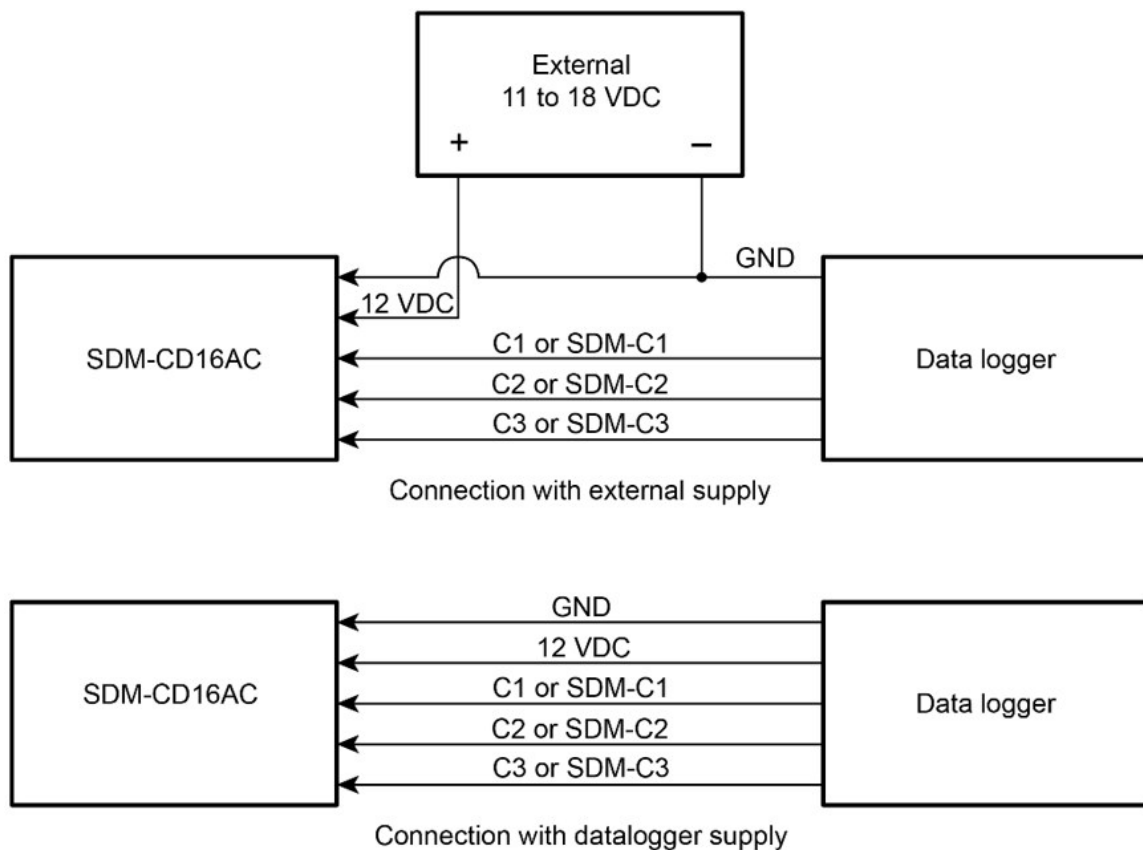 External
11 to 18 VDC
+ −
GND
12 VDC
C1 or SDM-C1
SDM-CD16AC
Data logger
C2 or SDM-C2
C3 or SDM-C3
Connection with external supply
GND
12 VDC
C1 or SDM-C1
SDM-CD16AC
Data logger
C2 or SDM-C2
C3 or SDM-C3
Connection with datalogger supply